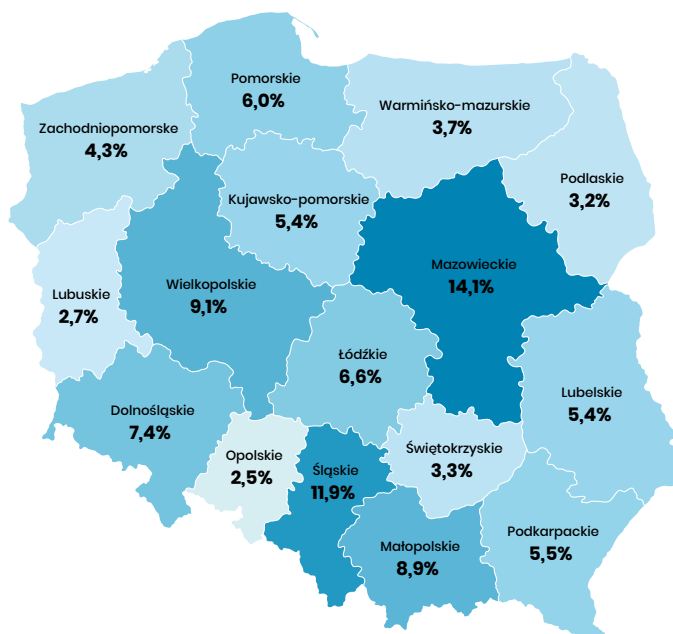 Pomorskie
6,0%
Warmińsko-mazurskie
3,7%
Zachodniopomorske
4,3%
Podlaskie
3,2%
Kujawsko-pomorskie
5,4%
Mazowieckie
14,1%
Wielkopolskie
9,1%
Lubuskie
2,7%
Łódźkie
6,6%
Lubelskie
5,4%
Dolnośląskie
7,4%
Opolskie
2,5%
Śląskie
11,9%
Świętokrzyskie
3,3%
Małopolskie
8,9%
Podkarpackie
5,5%